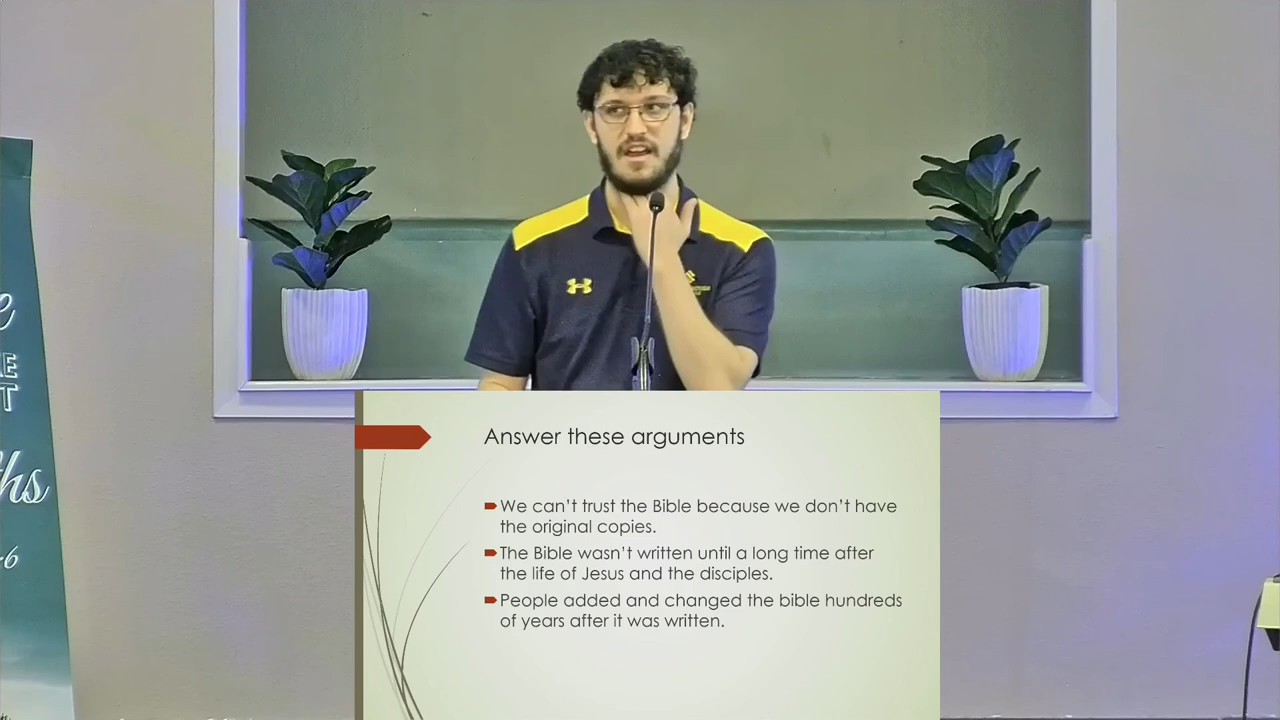 Answer these arguments
We can't trust the Bible because we don't have
the original copies.
The Bible wasn't written until a long time after
the life of Jesus and the disciples.
People added and changed the bible hundreds
of years after it was written.